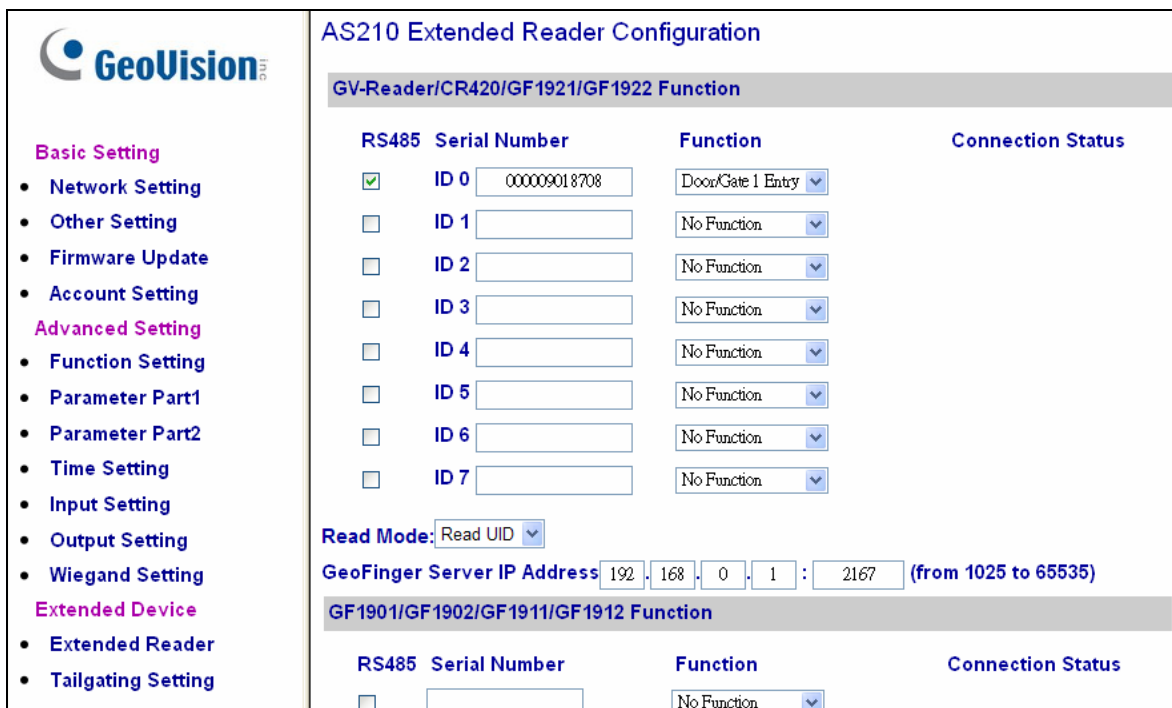 GeoVision inc
Basic Setting
Network Setting
Other Setting
Firmware Update
Account Setting
Advanced Setting
Function Setting
Parameter Part1
Parameter Part2
Time Setting
Input Setting
Output Setting
Wiegand Setting
Extended Device
Extended Reader
Tailgating Setting
AS210 Extended Reader Configuration
GV-Reader/CR420/GF1921/GF1922 Function
RS485 Serial Number Function Connection Status
ID 0 000009018708 Door/Gate 1 Entry
ID 1 No Function
ID 2 No Function
ID 3 No Function
ID 4 No Function
ID 5 No Function
ID 6 No Function
ID 7 No Function
Read Mode: Read UID
GeoFinger Server IP Address 192 . 168 . 0 . 1 : 2167 (from 1025 to 65535)
GF1901/GF1902/GF1911/GF1912 Function
RS485 Serial Number Function Connection Status
No Function